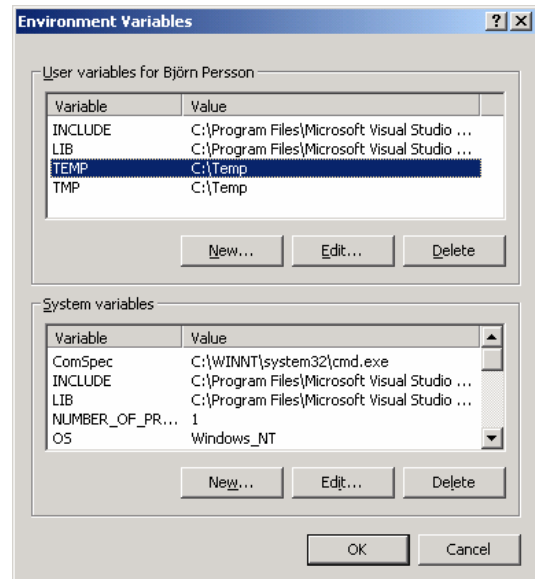 Environment Variables
User variables for Björn Persson
Variable Value
INCLUDE C:\Program Files\Microsoft Visual Studio ...
LIB C:\Program Files\Microsoft Visual Studio ...
TEMP C:\Temp
TMP C:\Temp
New... Edit... Delete
System variables
Variable Value
ComSpec C:\WINNT\system32\cmd.exe
INCLUDE C:\Program Files\Microsoft Visual Studio ...
LIB C:\Program Files\Microsoft Visual Studio ...
NUMBER_OF_PR... 1
OS Windows_NT
New... Edit... Delete
OK Cancel